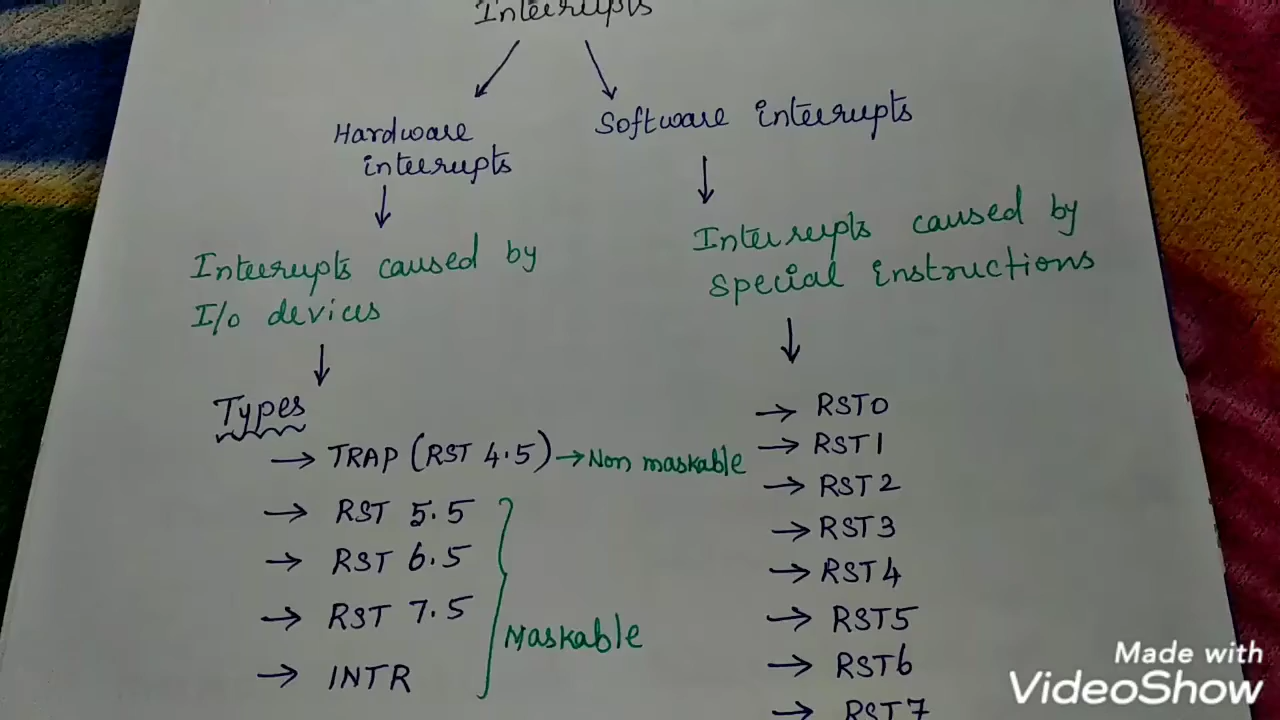 Interrupts
Hardware
interrupts
Software interrupts
Interrupts caused by
I/o devices
Interrupts caused by
Special instructions
Types
→ TRAP (RST 4.5) → Non maskable
→ RST 5.5
→ RST 6.5
→ RST 7.5
→ INTR
Maskable
→ RST0
→ RST1
→ RST2
→ RST3
→ RST4
→ RST5
→ RST6
→ RST7
Made with
VideoShow